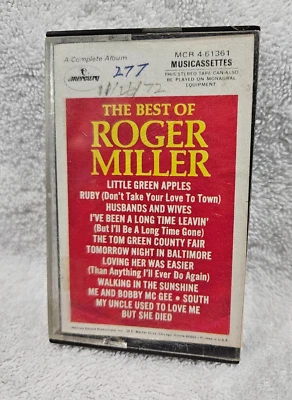 A Complete Album
MCR 4-61361
mercury
277
MUSICASSETTES
THIS STEREO TAPE CAN ALSO
BE PLAYED ON MONAURAL
EQUIPMENT
THE BEST OF
ROGER
MILLER
LITTLE GREEN APPLES
RUBY (Don't Take Your Love To Town)
HUSBANDS AND WIVES
I'VE BEEN A LONG TIME LEAVIN'
(But I'll Be A Long Time Gone)
THE TOM GREEN COUNTY FAIR
TOMORROW NIGHT IN BALTIMORE
LOVING HER WAS EASIER
(Than Anything I'll Ever Do Again)
WALKING IN THE SUNSHINE
ME AND BOBBY MC GEE • SOUTH
MY UNCLE USED TO LOVE ME
BUT SHE DIED